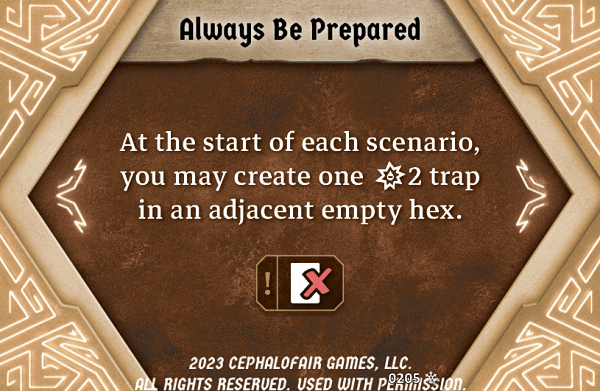 Always Be Prepared
At the start of each scenario,
you may create one 2 trap
in an adjacent empty hex.
!
2023 CEPHALOFAIR GAMES, LLC.
ALL RIGHTS RESERVED. USED WITH PERMISSION.
0205